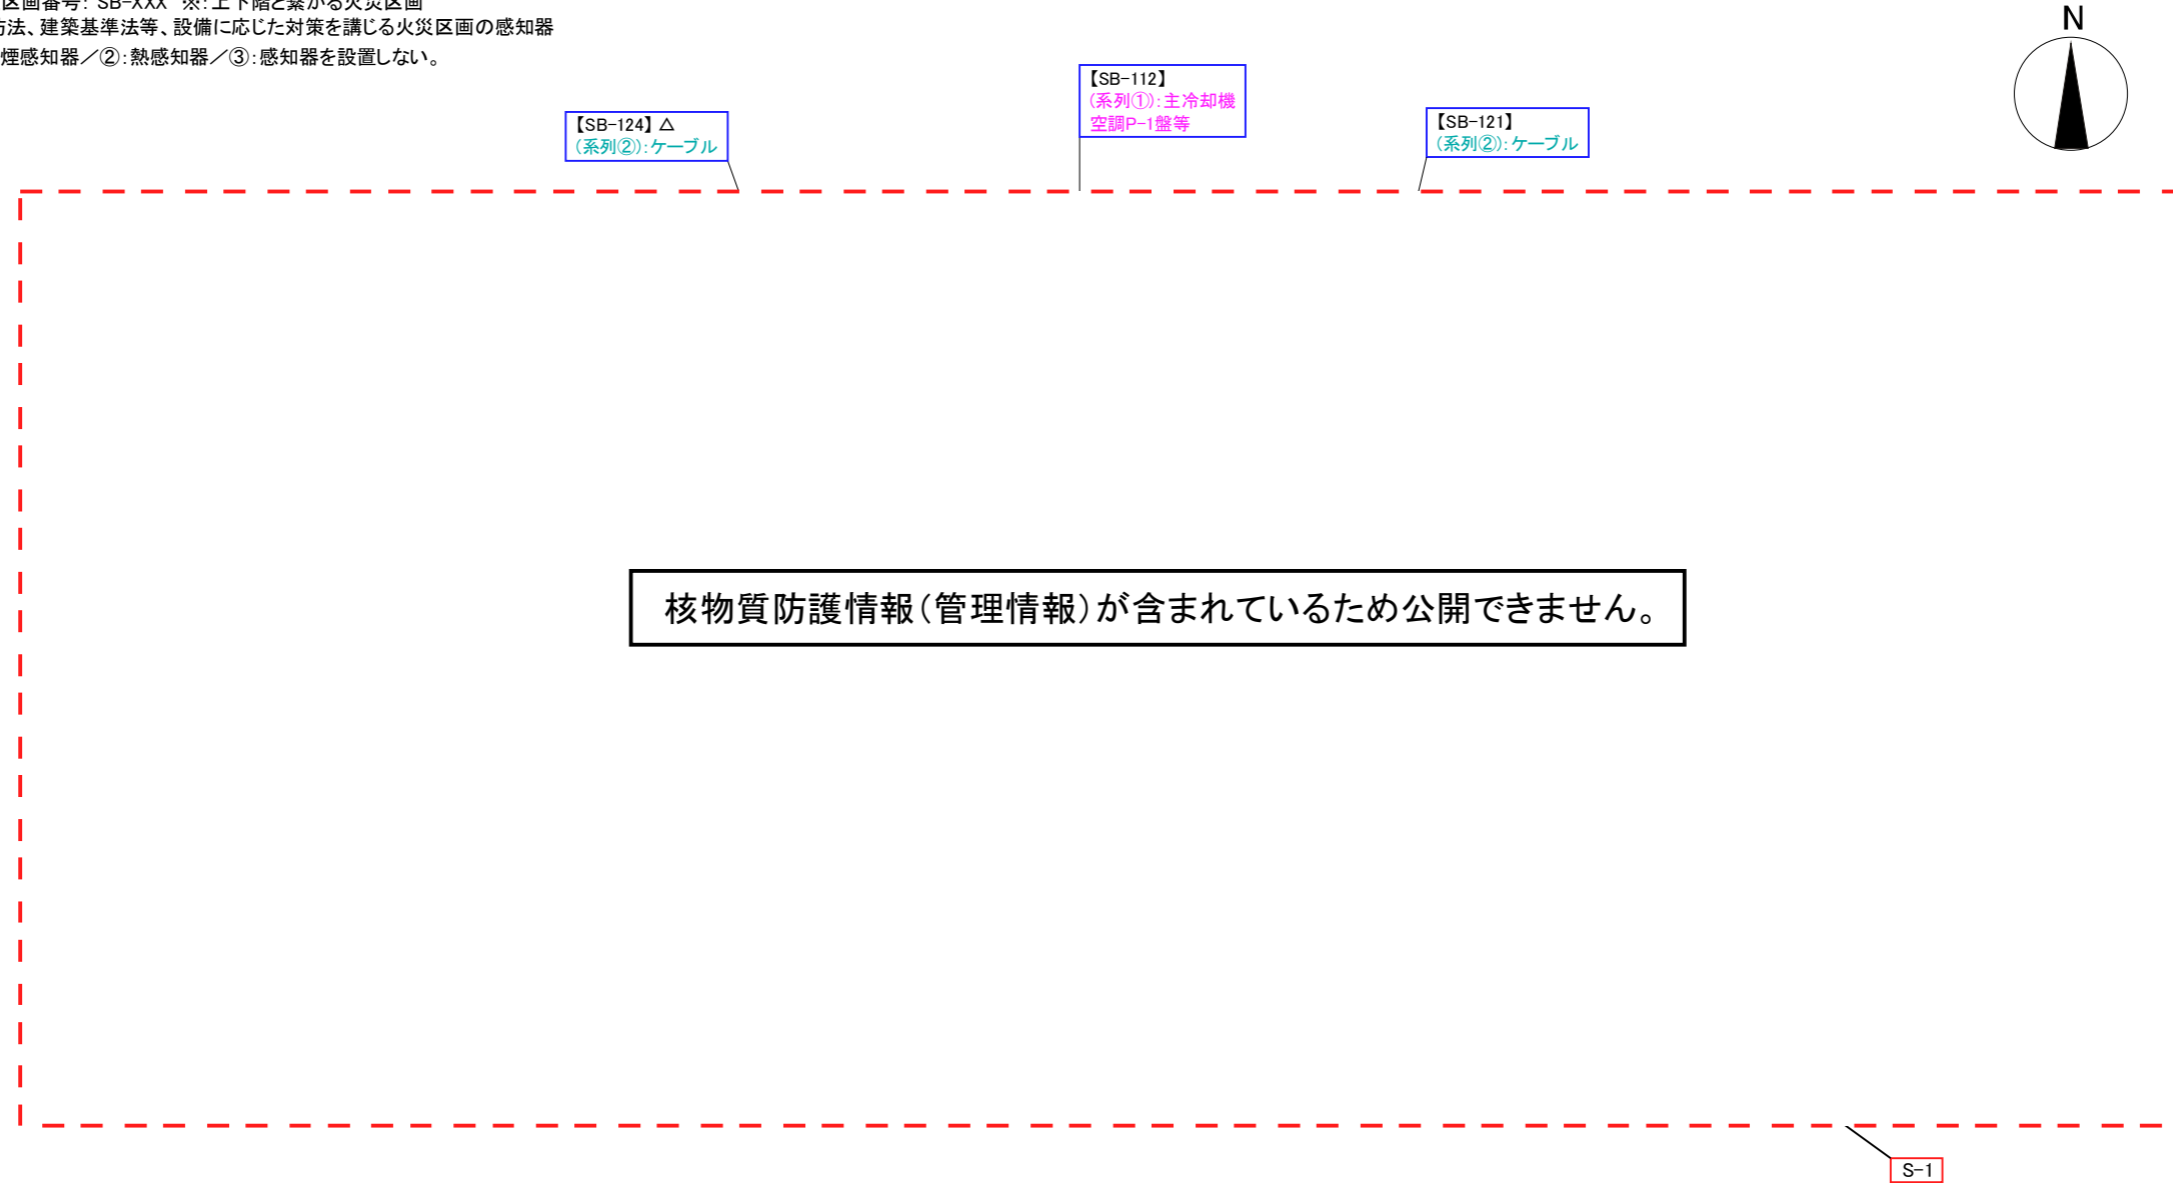 区画番号: SB-XXX ※:上下階と繋がる火災区画
方法、建築基準法等、設備に応じた対策を講じる火災区画の感知器
煙感知器／②:熱感知器／③:感知器を設置しない。
N
【SB-112】
(系列①):主冷却機
空調P-1盤等
【SB-124】 △
(系列②):ケーブル
【SB-121】
(系列②):ケーブル
核物質防護情報(管理情報)が含まれているため公開できません。
S-1